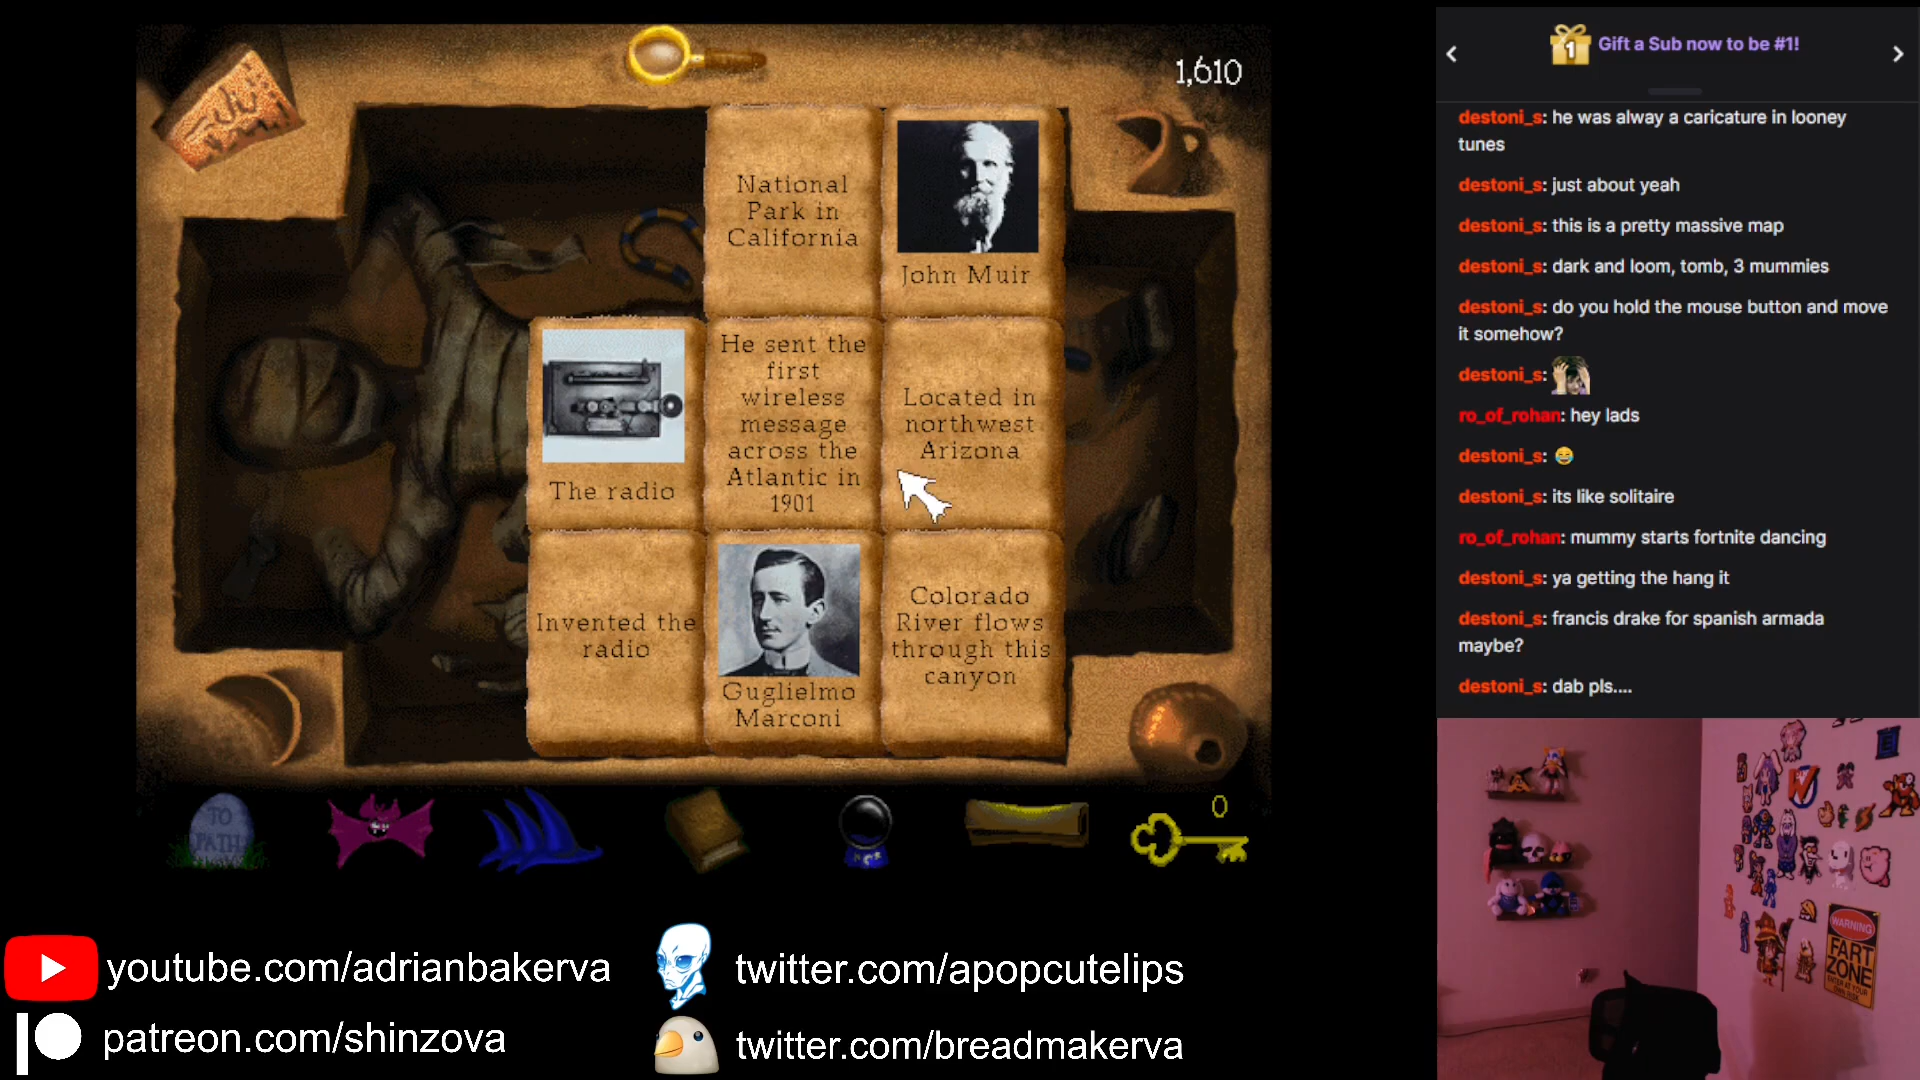 1,610
National
Park in
California
John Muir
The radio
He sent the
first
wireless
message
across the
Atlantic in
1901
Located in
northwest
Arizona
Invented the
radio
Guglielmo
Marconi
Colorado
River flows
through this
canyon
TO
PATH
0
youtube.com/adrianbakerva
twitter.com/apopcutelips
patreon.com/shinzova
twitter.com/breadmakerva
1
Gift a Sub now to be #1!
destoni_s: he was alway a caricature in looney
tunes
destoni_s: just about yeah
destoni_s: this is a pretty massive map
destoni_s: dark and loom, tomb, 3 mummies
destoni_s: do you hold the mouse button and move
it somehow?
destoni_s:
ro_of_rohan: hey lads
destoni_s: 😂
destoni_s: its like solitaire
ro_of_rohan: mummy starts fortnite dancing
destoni_s: ya getting the hang it
destoni_s: francis drake for spanish armada
maybe?
destoni_s: dab pls....
WARNING
FART
ZONE